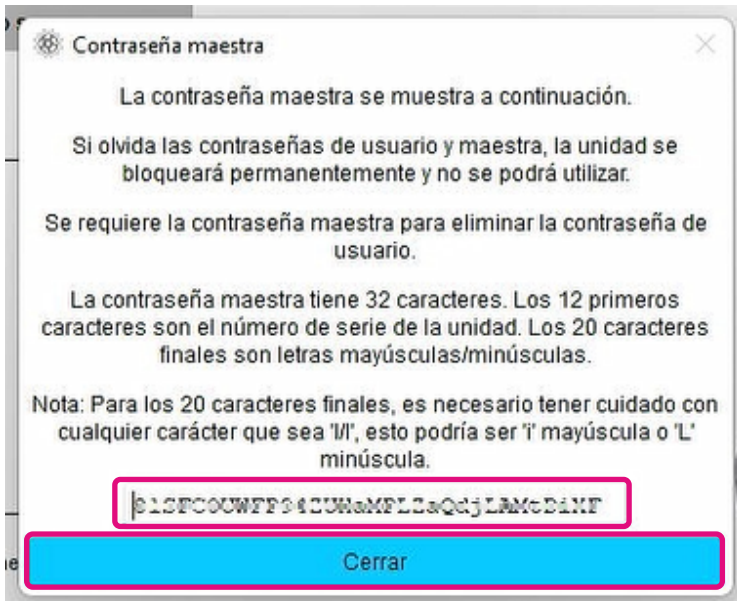 Contraseña maestra
La contraseña maestra se muestra a continuación.
Si olvida las contraseñas de usuario y maestra, la unidad se
bloqueará permanentemente y no se podrá utilizar.
Se requiere la contraseña maestra para eliminar la contraseña de
usuario.
La contraseña maestra tiene 32 caracteres. Los 12 primeros
caracteres son el número de serie de la unidad. Los 20 caracteres
finales son letras mayúsculas/minúsculas.
Nota: Para los 20 caracteres finales, es necesario tener cuidado con
cualquier carácter que sea 'I/l', esto podría ser 'i' mayúscula o 'L'
minúscula.
Cerrar